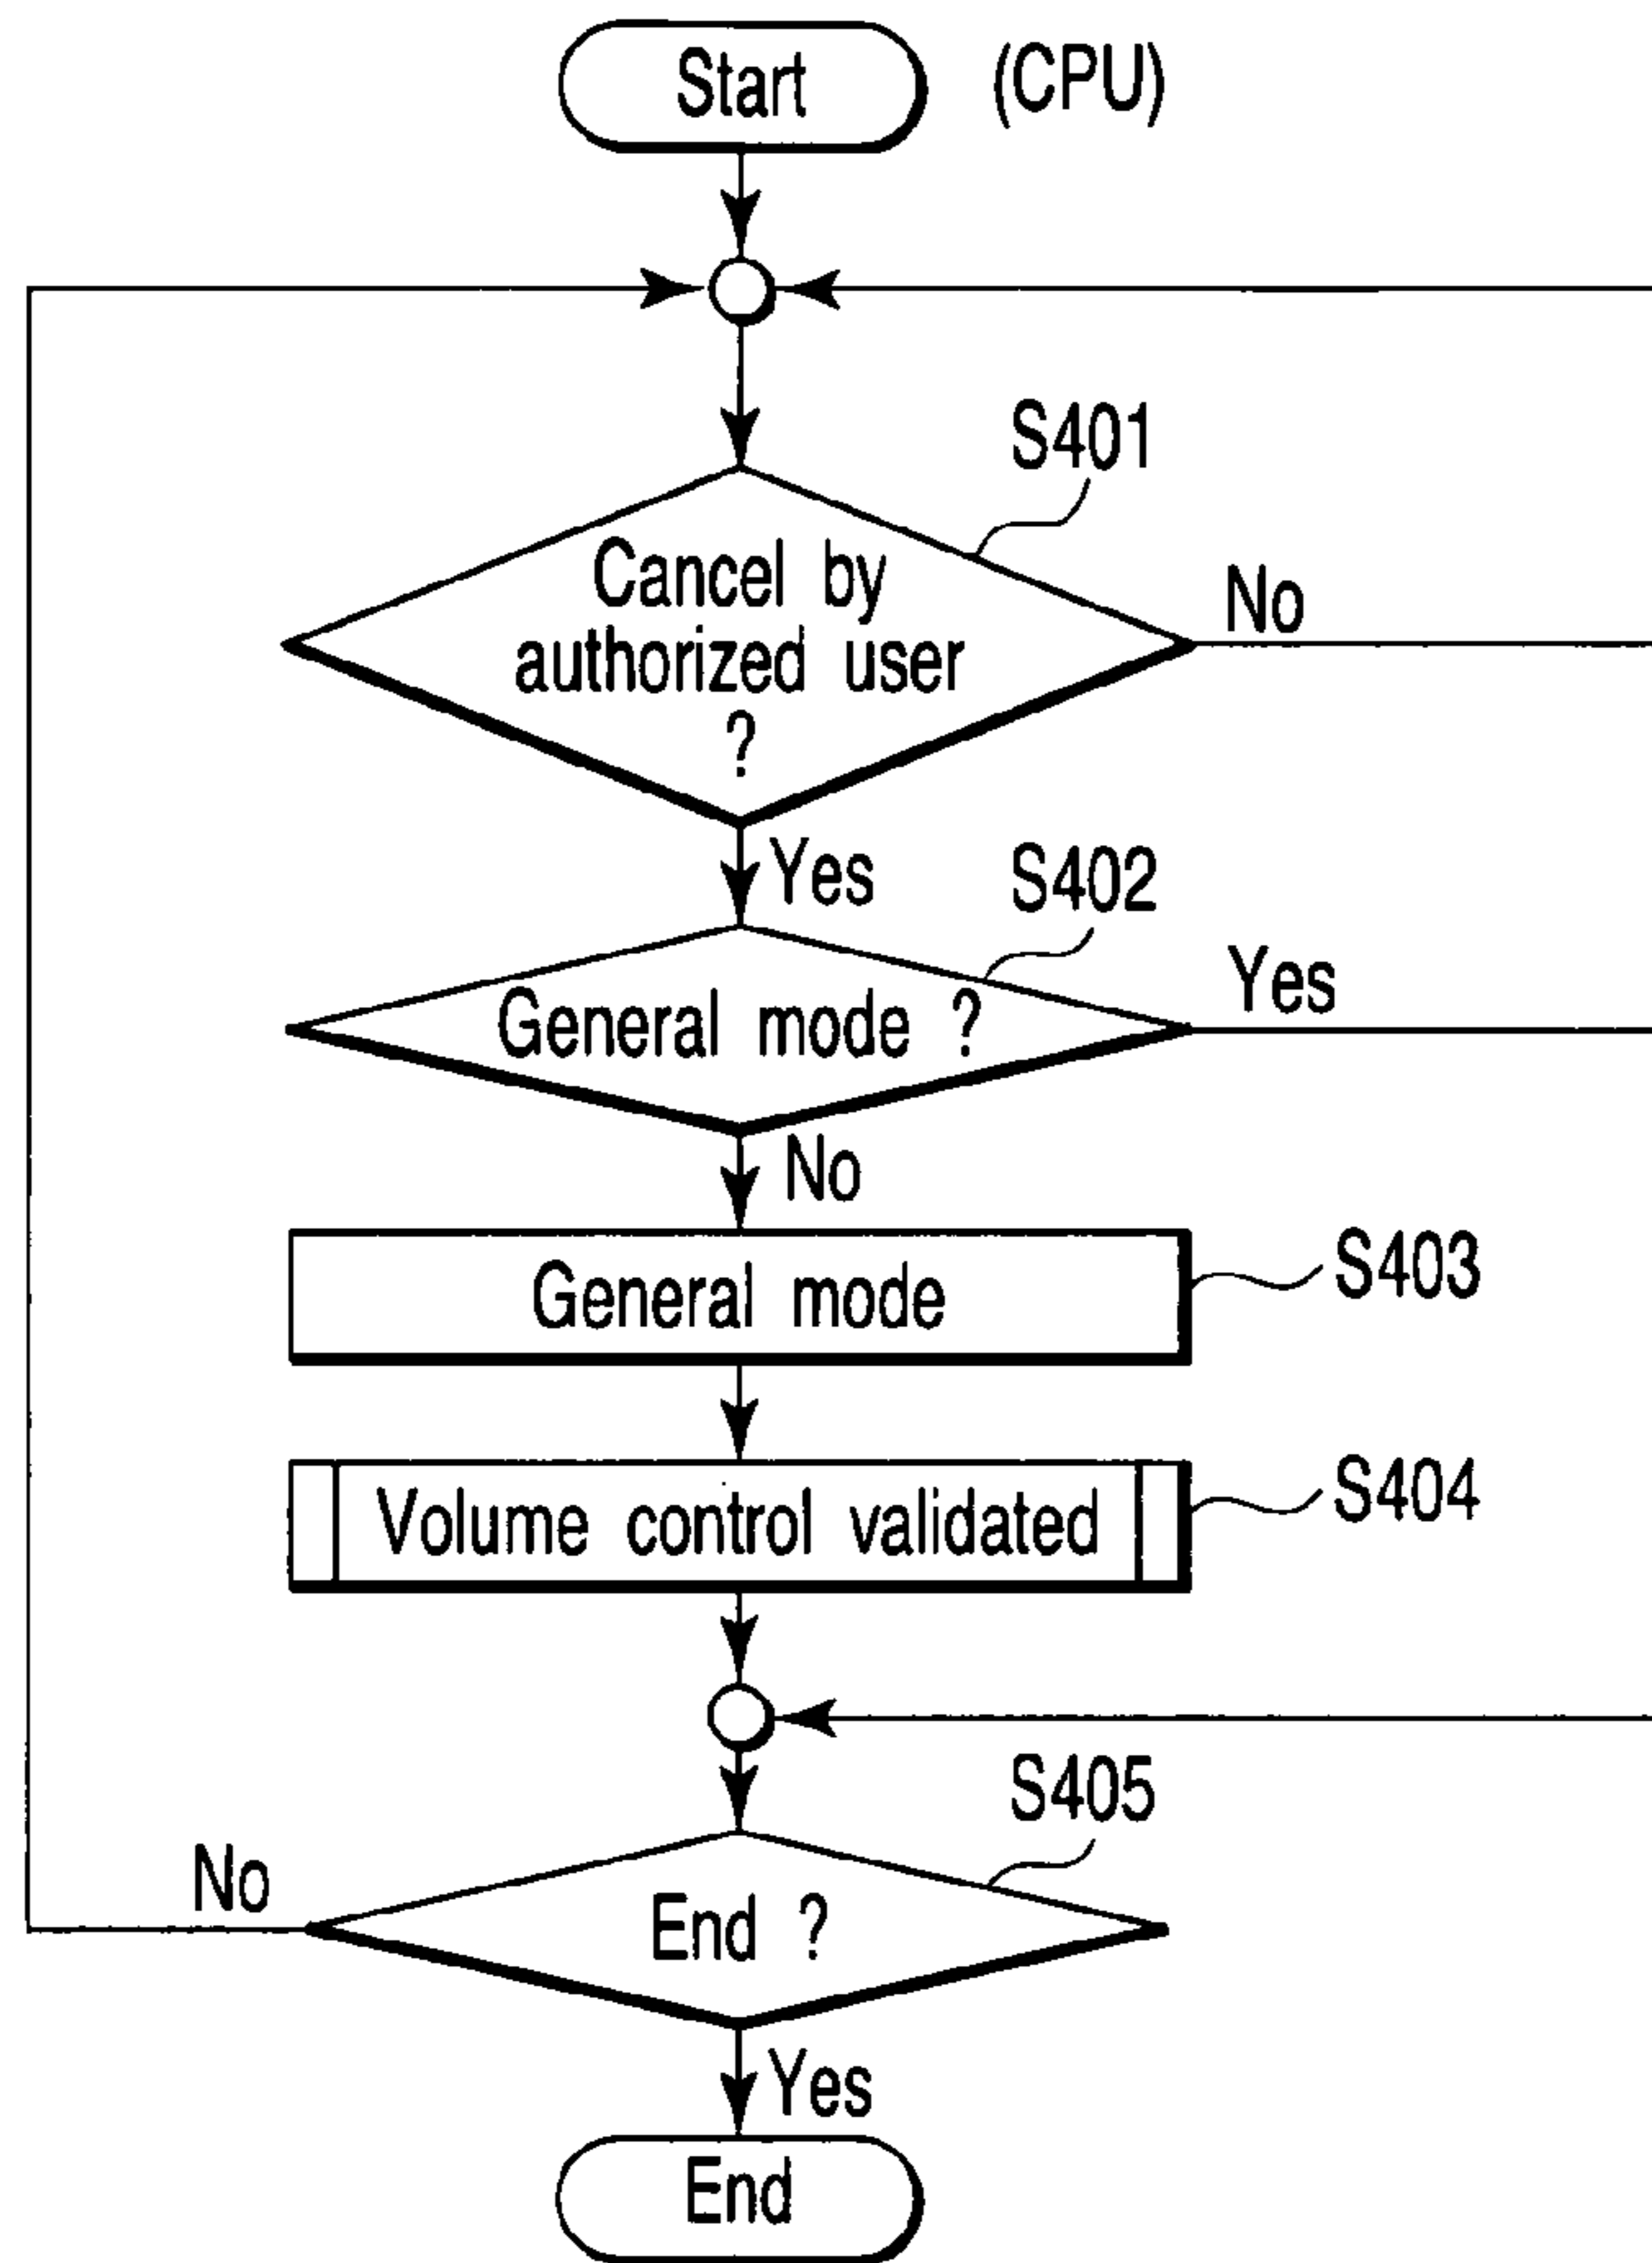 Start
(CPU)
S401
Cancel by
authorized user
?
No
Yes
S402
General mode ?
Yes
No
General mode
S403
Volume control validated
S404
S405
End ?
No
Yes
End